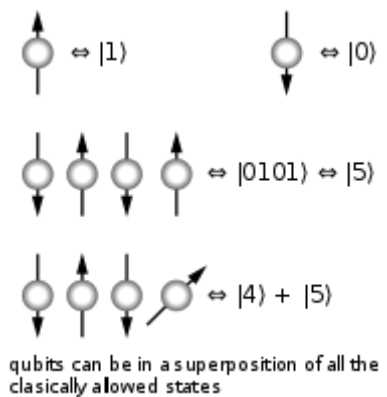 ⇔ |1⟩
⇔ |0⟩
⇔ |0101⟩ ⇔ |5⟩
⇔ |4⟩ + |5⟩
qubits can be in a superposition of all the
clasically allowed states